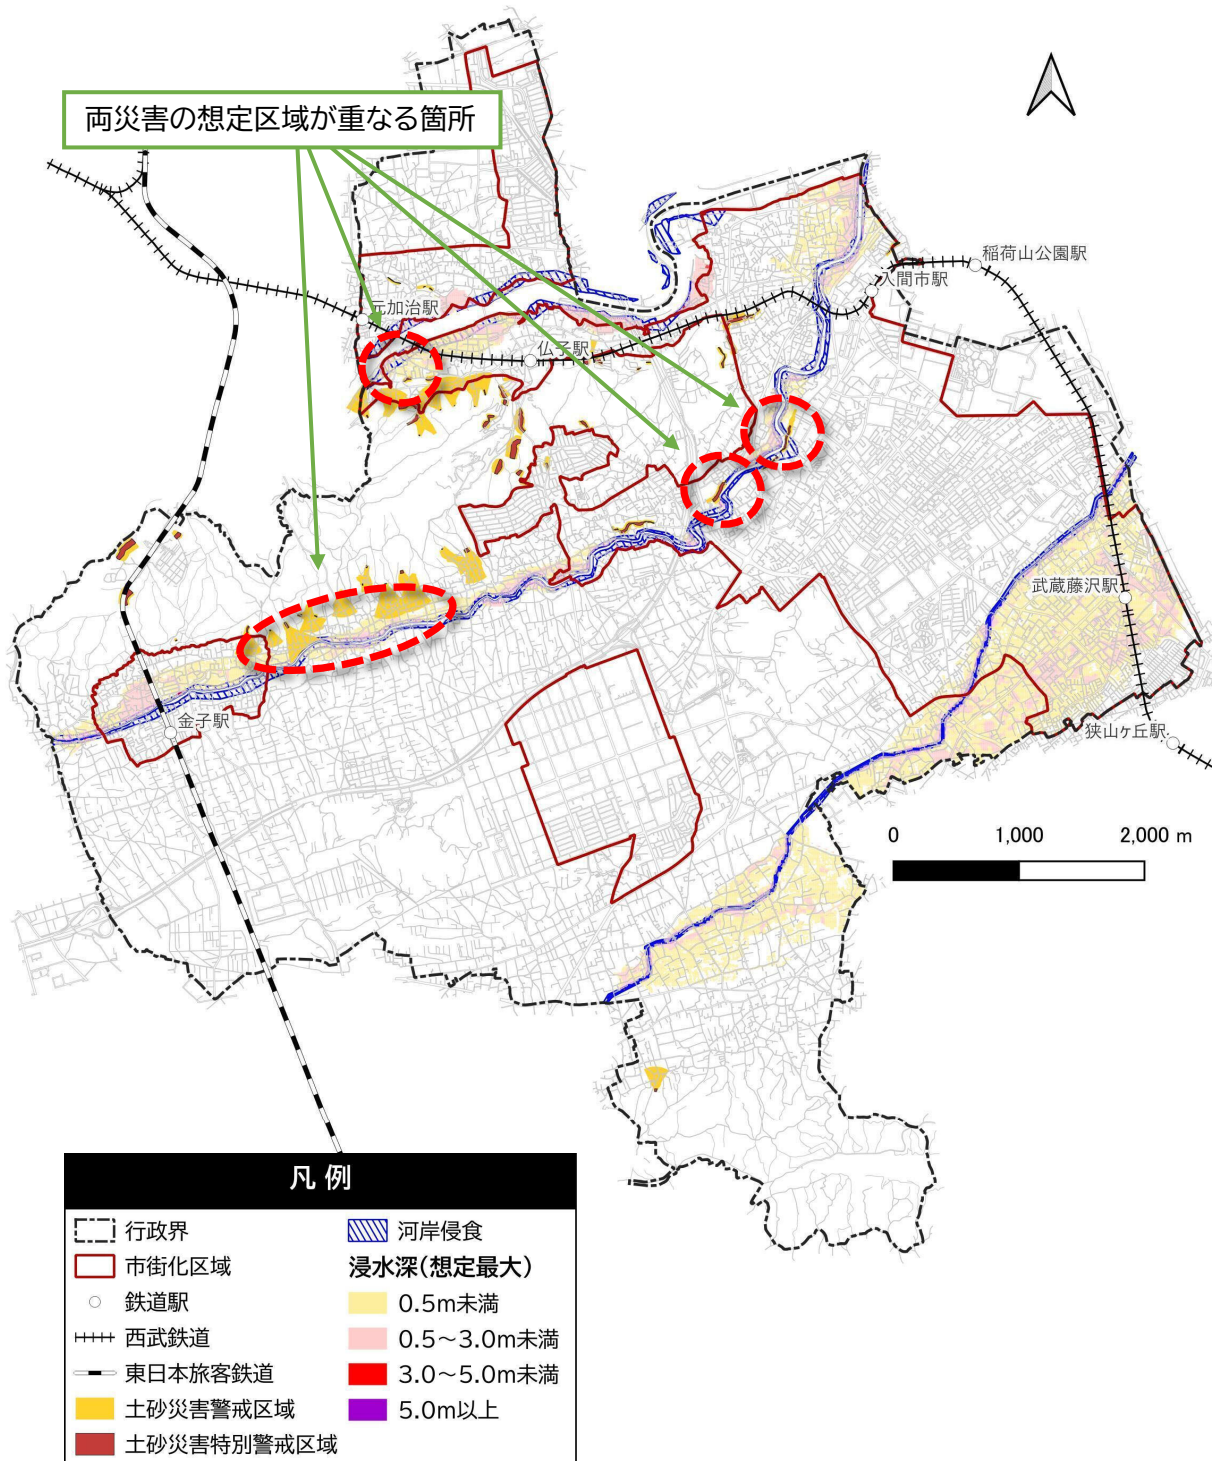 両災害の想定区域が重なる箇所
稲荷山公園駅
入間市駅
元加治駅
仏子駅
武蔵藤沢駅
金子駅
狭山ヶ丘駅
0 1,000 2,000 m
凡例
行政界
市街化区域
鉄道駅
西武鉄道
東日本旅客鉄道
土砂災害警戒区域
土砂災害特別警戒区域
河岸侵食
浸水深(想定最大)
0.5m未満
0.5～3.0m未満
3.0～5.0m未満
5.0m以上